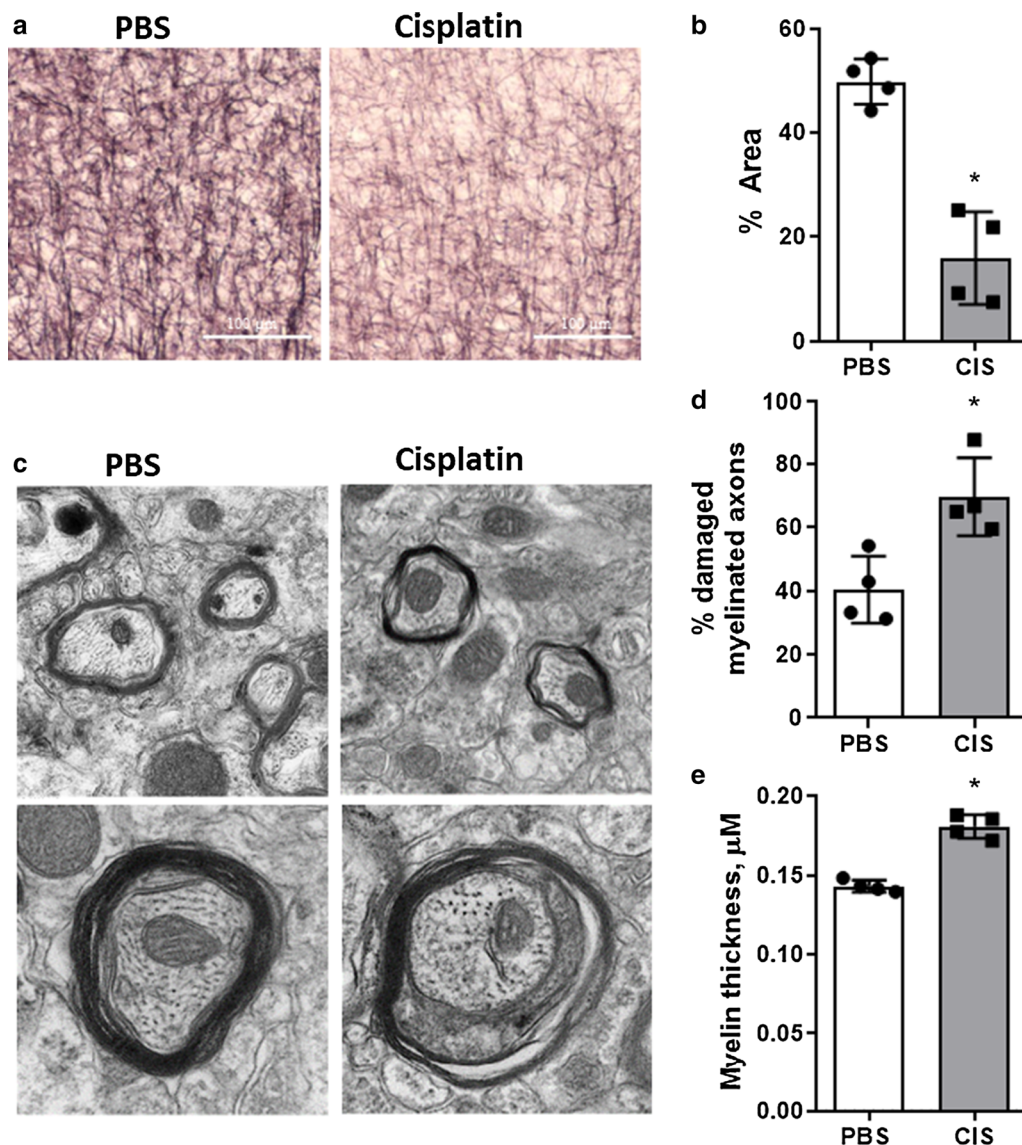 a
PBS
Cisplatin
100 µm
100 µm
b
% Area
60
40
20
0
*
PBS
CIS
c
PBS
Cisplatin
d
% damaged
myelinated axons
100
80
60
40
20
0
*
PBS
CIS
e
Myelin thickness, µM
0.20
0.15
0.10
0.05
0.00
*
PBS
CIS